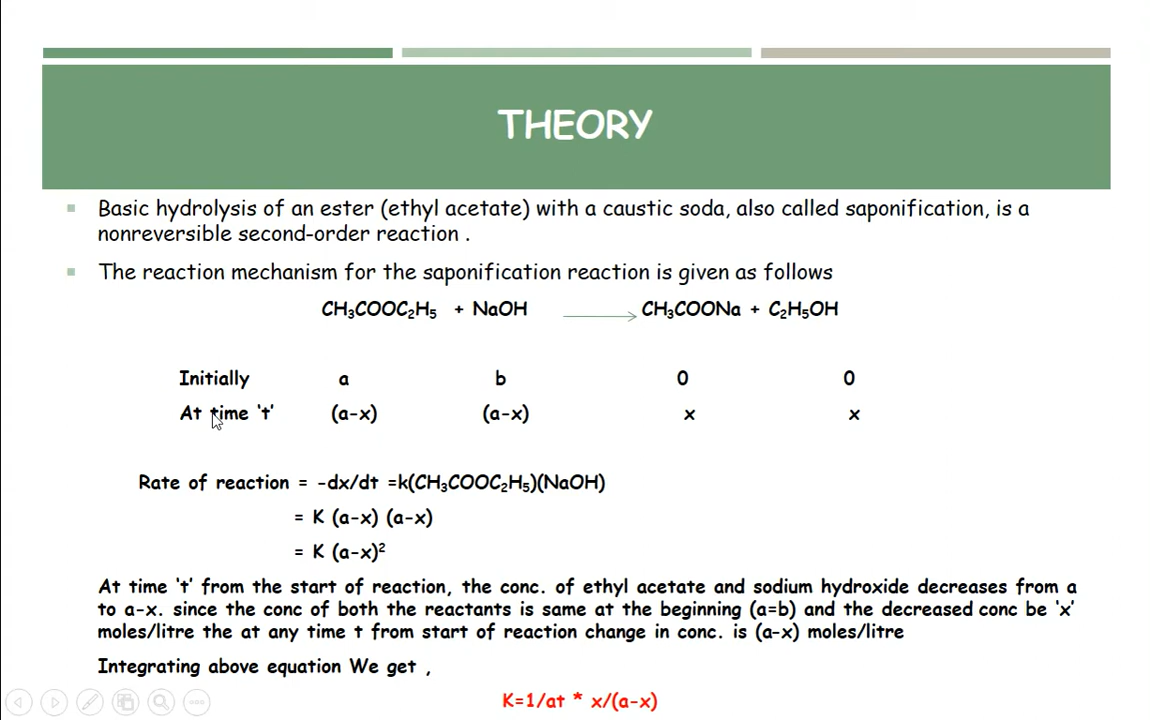 THEORY
Basic hydrolysis of an ester (ethyl acetate) with a caustic soda, also called saponification, is a
nonreversible second-order reaction .
The reaction mechanism for the saponification reaction is given as follows
CH₃COOC₂H₅ + NaOH ⟶ CH₃COONa + C₂H₅OH
Initially a b 0 0
At time ‘t’ (a-x) (a-x) x x
Rate of reaction = -dx/dt =k(CH₃COOC₂H₅)(NaOH)
= K (a-x) (a-x)
= K (a-x)²
At time ‘t’ from the start of reaction, the conc. of ethyl acetate and sodium hydroxide decreases from a
to a-x. since the conc of both the reactants is same at the beginning (a=b) and the decreased conc be ‘x’
moles/litre the at any time t from start of reaction change in conc. is (a-x) moles/litre
Integrating above equation We get ,
K=1/at * x/(a-x)